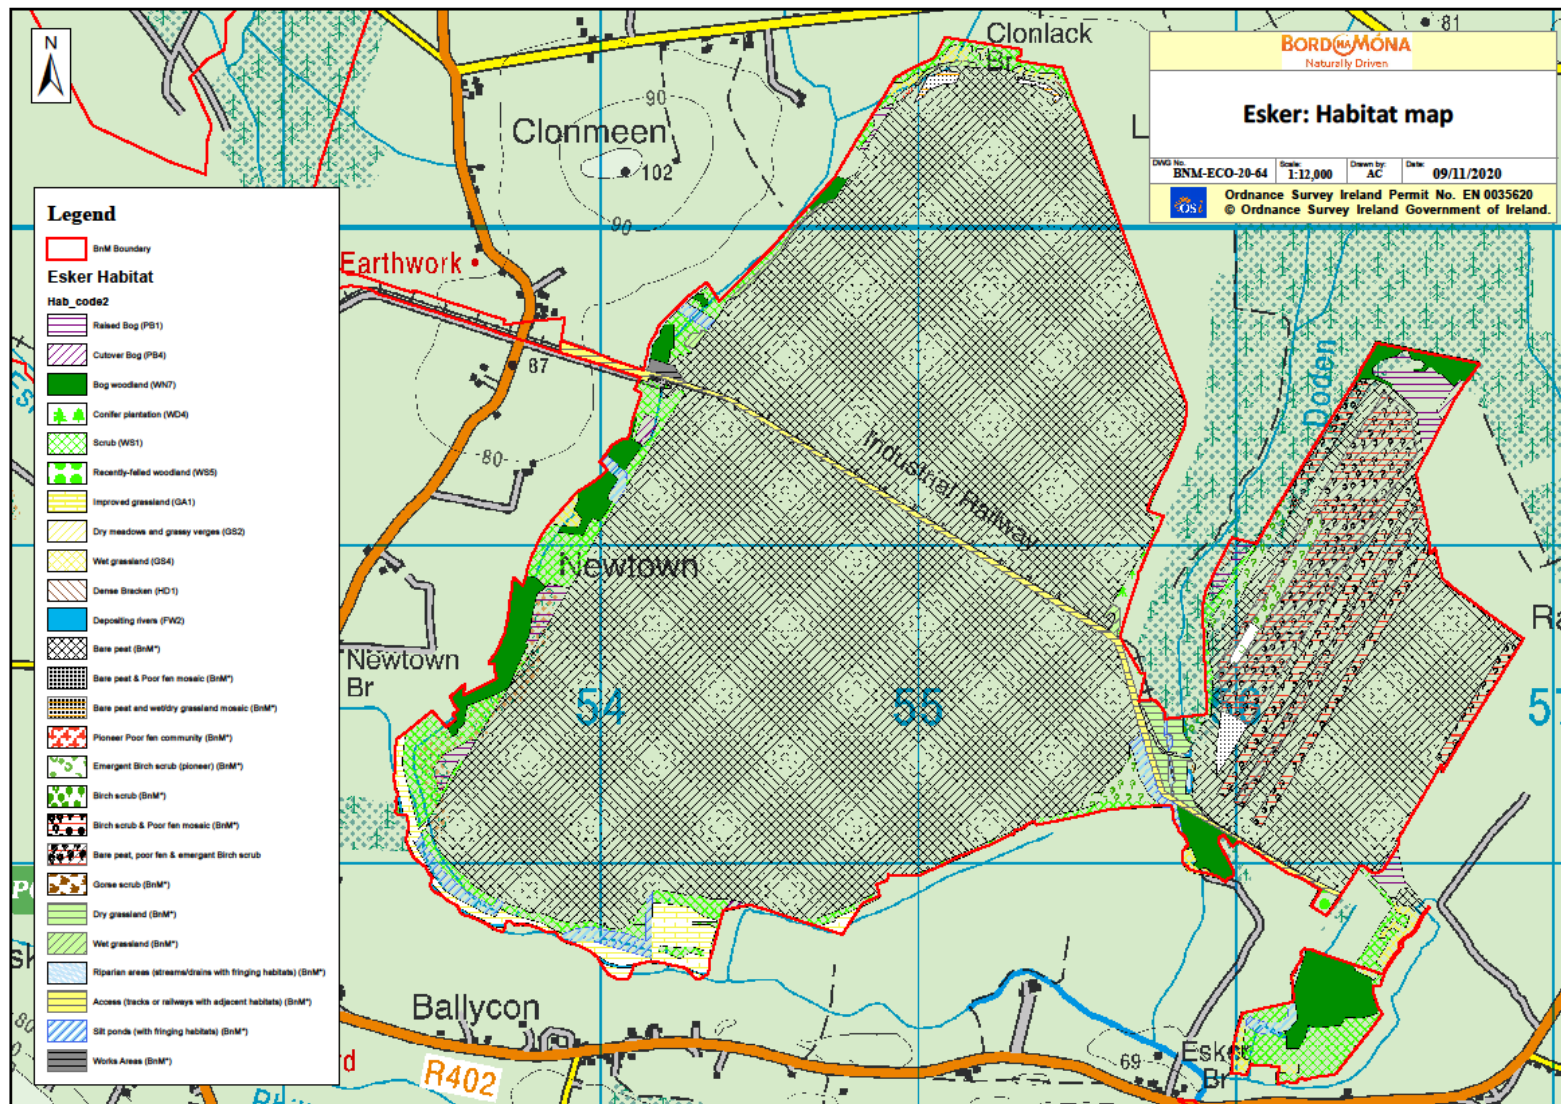 N
BORD NA MÓNA
Naturally Driven
Esker: Habitat map
DWG No.
BNM-ECO-20-64
Scale:
1:12,000
Drawn by:
AC
Date:
09/11/2020
OSi
Ordnance Survey Ireland Permit No. EN 0035620
© Ordnance Survey Ireland Government of Ireland.
Legend
BnM Boundary
Esker Habitat
Hab_code2
Raised Bog (PB1)
Cutover Bog (PB4)
Bog woodland (WN7)
Conifer plantation (WD4)
Scrub (WS1)
Recently-felled woodland (WS5)
Improved grassland (GA1)
Dry meadows and grassy verges (GS2)
Wet grassland (GS4)
Dense Bracken (HD1)
Depositing rivers (FW2)
Bare peat (BnM*)
Bare peat & Poor fen mosaic (BnM*)
Bare peat and wet/dry grassland mosaic (BnM*)
Pioneer Poor fen community (BnM*)
Emergent Birch scrub (pioneer) (BnM*)
Birch scrub (BnM*)
Birch scrub & Poor fen mosaic (BnM*)
Bare peat, poor fen & emergant Birch scrub
Gorse scrub (BnM*)
Dry grassland (BnM*)
Wet grassland (BnM*)
Riparian areas (streams/drains with fringing habitats) (BnM*)
Access (tracks or railways with adjacent habitats) (BnM*)
Silt ponds (with fringing habitats) (BnM*)
Works Areas (BnM*)
Clonlack
Br
81
90
Clonmeen
102
90
Earthwork
87
80
Industrial Railway
Doden
Newtown
Newtown
Br
54
55
56
57
Ra
Ballycon
R402
69
Esker
Br
80